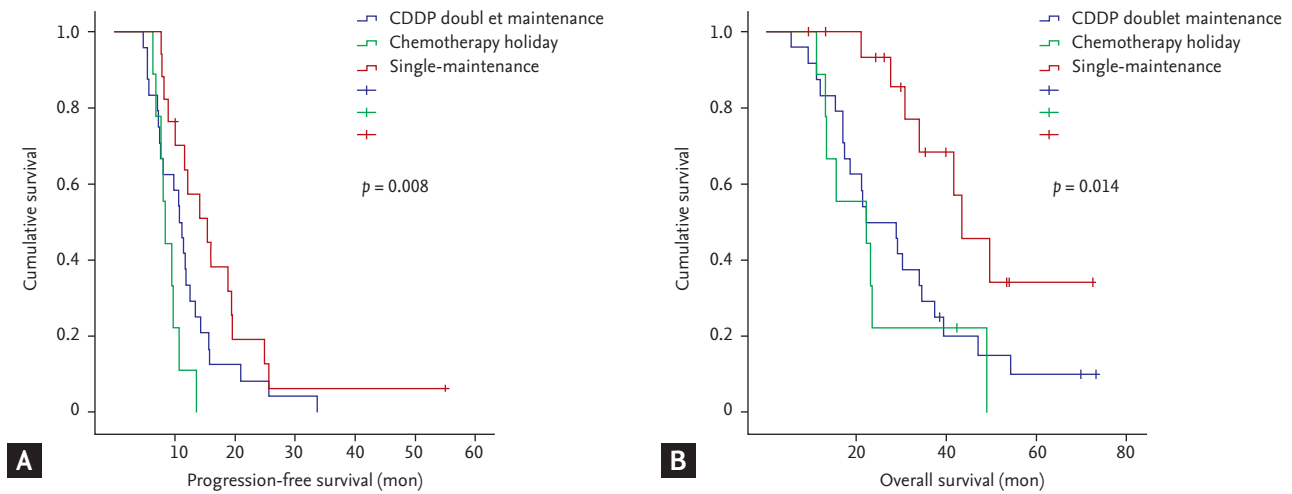 CDDP doubl et maintenance
Chemotherapy holiday
Single-maintenance
1.0
0.8
0.6
0.4
0.2
0
Cumulative survival
p = 0.008
10 20 30 40 50 60
Progression-free survival (mon)
A
CDDP doublet maintenance
Chemotherapy holiday
Single-maintenance
1.0
0.8
0.6
0.4
0.2
0
Cumulative survival
p = 0.014
20 40 60 80
Overall survival (mon)
B